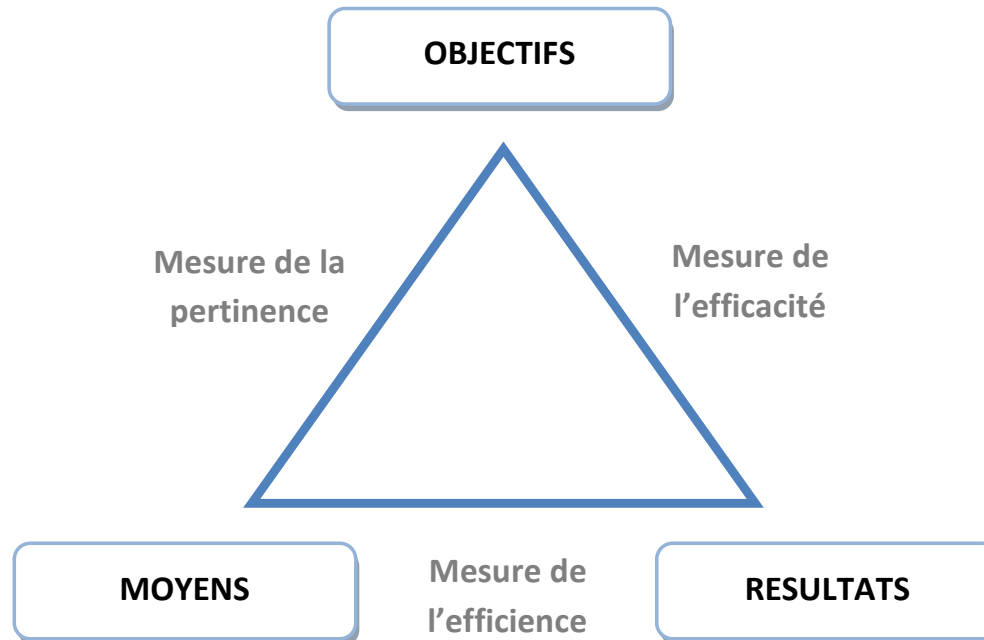 OBJECTIFS
Mesure de la
pertinence
Mesure de
l’efficacité
MOYENS
Mesure de
l’efficience
RESULTATS